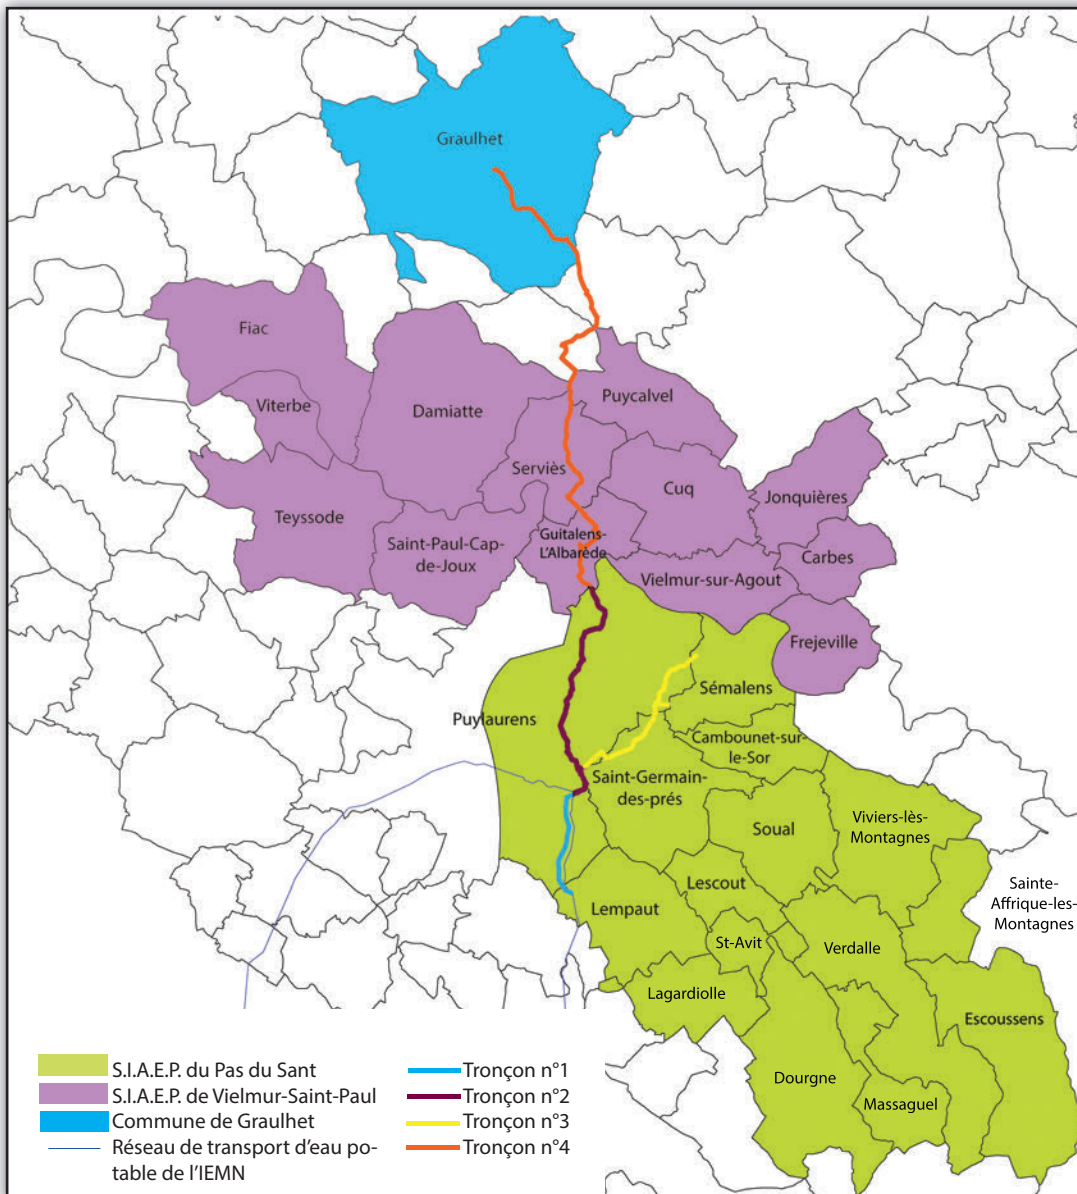 Graulhet
Fiac
Viterbe
Damiatte
Puycalvel
Serviès
Cuq
Jonquières
Teyssode
Saint-Paul-Cap-
de-Joux
Guitalens-
L'Albarède
Carbes
Vielmur-sur-Agout
Frejeville
Puylaurens
Sémalens
Cambounet-sur-
le-Sor
Saint-Germain-
des-prés
Soual
Viviers-lès-
Montagnes
Lescout
Sainte-
Affrique-les-
Montagnes
Lempaut
St-Avit
Verdalle
Lagardiolle
Escoussens
Dourgne
Massaguel
S.I.A.E.P. du Pas du Sant
S.I.A.E.P. de Vielmur-Saint-Paul
Commune de Graulhet
Réseau de transport d'eau po-
table de l'IEMN
Tronçon n°1
Tronçon n°2
Tronçon n°3
Tronçon n°4